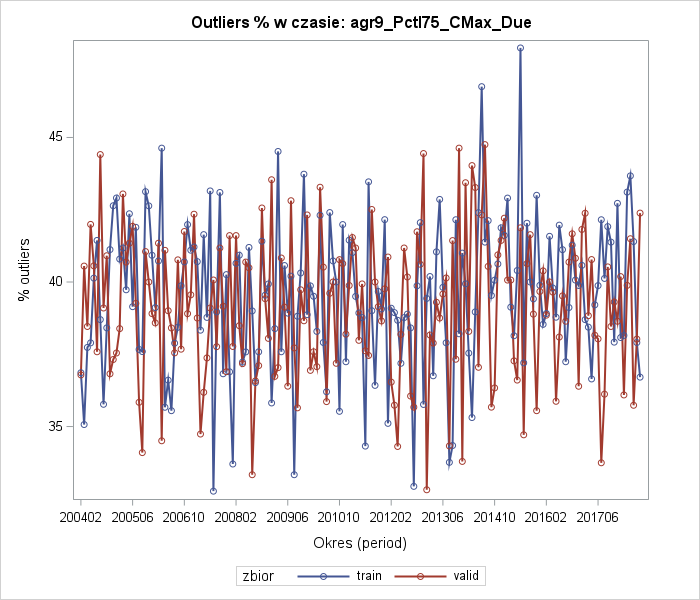 Outliers % w czasie: agr9_Pctl75_CMax_Due
% outliers
45
40
35
200402 200506 200610 200802 200906 201010 201202 201306 201410 201602 201706
Okres (period)
zbior train valid